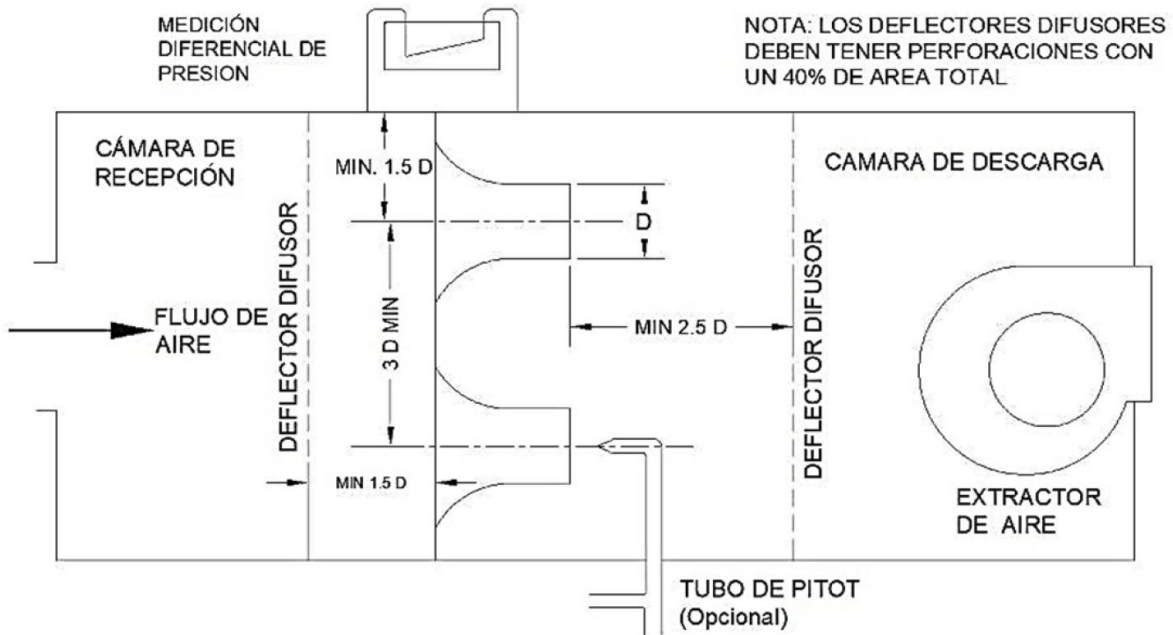 MEDICIÓN
DIFERENCIAL DE
PRESION
NOTA: LOS DEFLECTORES DIFUSORES
DEBEN TENER PERFORACIONES CON
UN 40% DE AREA TOTAL
CÁMARA DE
RECEPCIÓN
MIN. 1.5 D
CAMARA DE DESCARGA
D
DEFLECTOR DIFUSOR
FLUJO DE
AIRE
3 D MIN
MIN 2.5 D
DEFLECTOR DIFUSOR
MIN 1.5 D
EXTRACTOR
DE AIRE
TUBO DE PITOT
(Opcional)